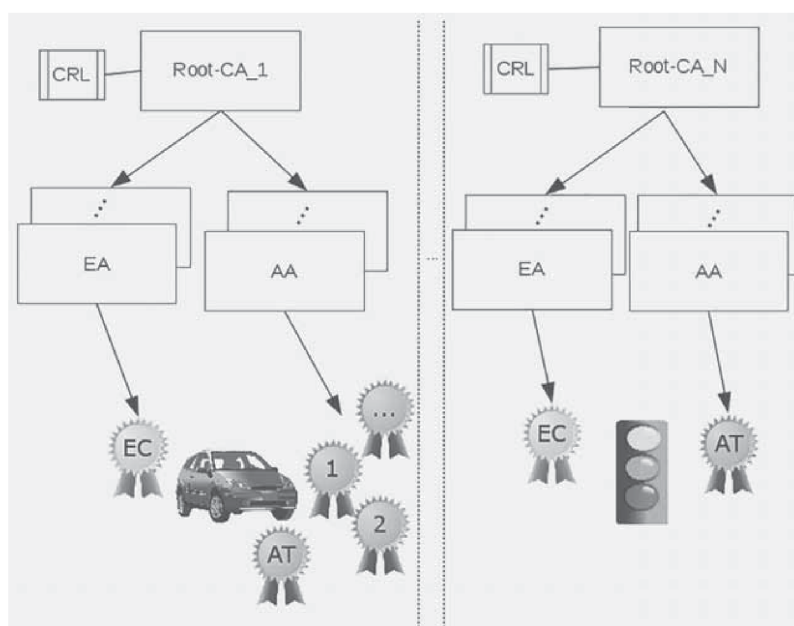 CRL
Root-CA_1
EA
AA
EC
...
1
2
AT
...
CRL
Root-CA_N
EA
AA
EC
AT